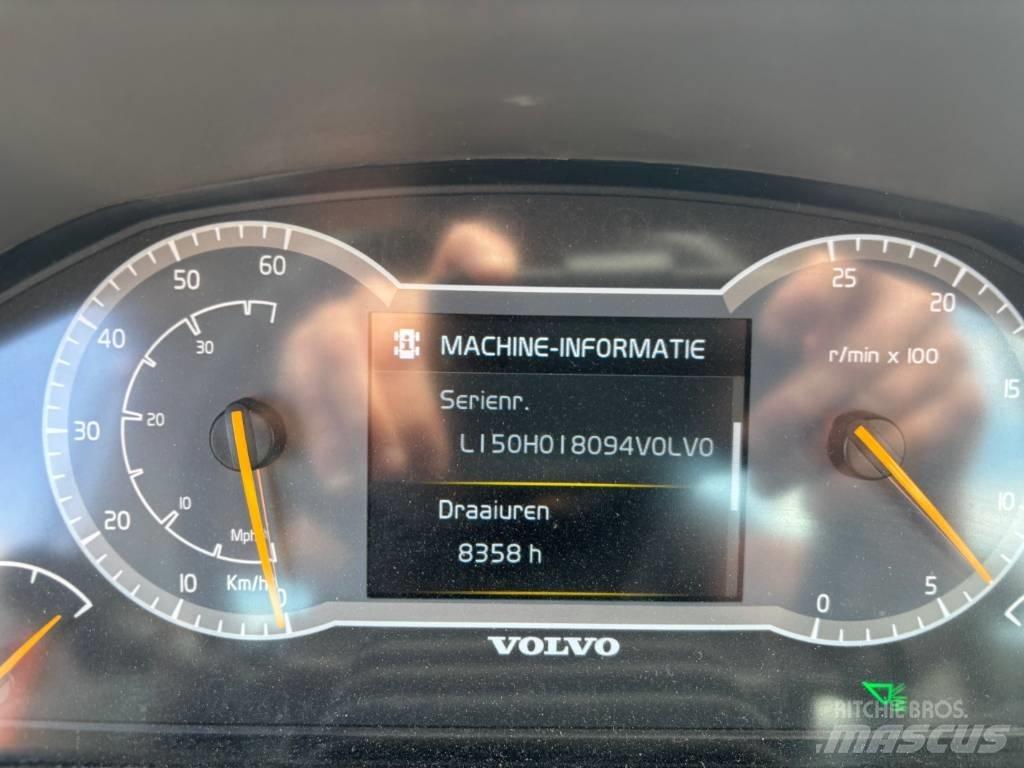 60
50
40
30
20
10
Km/h
0
30
20
10
Mph
MACHINE-INFORMATIE
Serienr.
L150H018094VOLVO
Draaiuren
8358 h
VOLVO
25
20
15
10
5
0
r/min x 100
RITCHIE BROS.
MASCUS